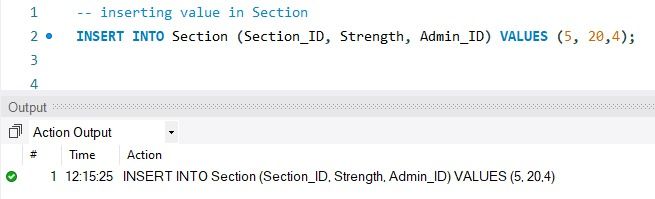 1 -- inserting value in Section
2 INSERT INTO Section (Section_ID, Strength, Admin_ID) VALUES (5, 20,4);
3
4
Output
Action Output
# Time Action
1 12:15:25 INSERT INTO Section (Section_ID, Strength, Admin_ID) VALUES (5, 20,4)